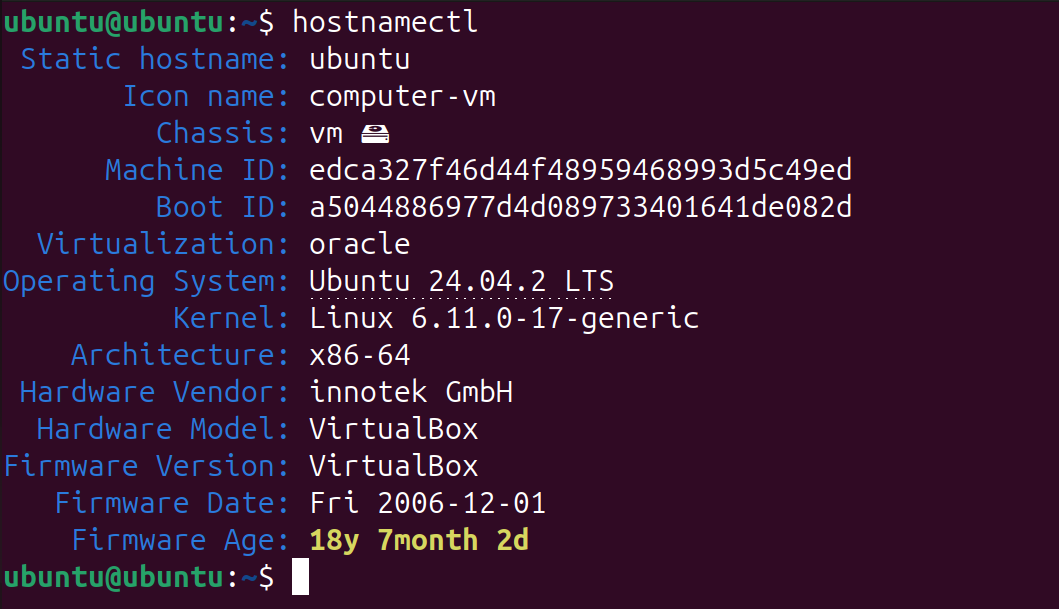 ubuntu@ubuntu:~$ hostnamectl
Static hostname: ubuntu
Icon name: computer-vm
Chassis: vm 🖴
Machine ID: edca327f46d44f48959468993d5c49ed
Boot ID: a5044886977d4d089733401641de082d
Virtualization: oracle
Operating System: Ubuntu 24.04.2 LTS
Kernel: Linux 6.11.0-17-generic
Architecture: x86-64
Hardware Vendor: innotek GmbH
Hardware Model: VirtualBox
Firmware Version: VirtualBox
Firmware Date: Fri 2006-12-01
Firmware Age: 18y 7month 2d
ubuntu@ubuntu:~$